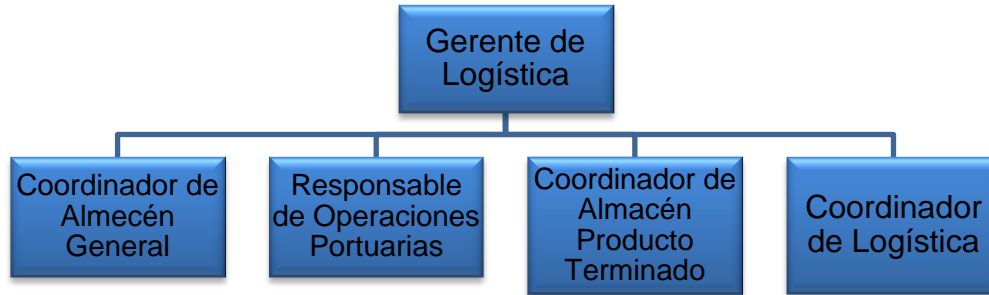 Gerente de
Logística
Coordinador de
Almecén
General
Responsable
de Operaciones
Portuarias
Coordinador de
Almacén
Producto
Terminado
Coordinador
de Logística